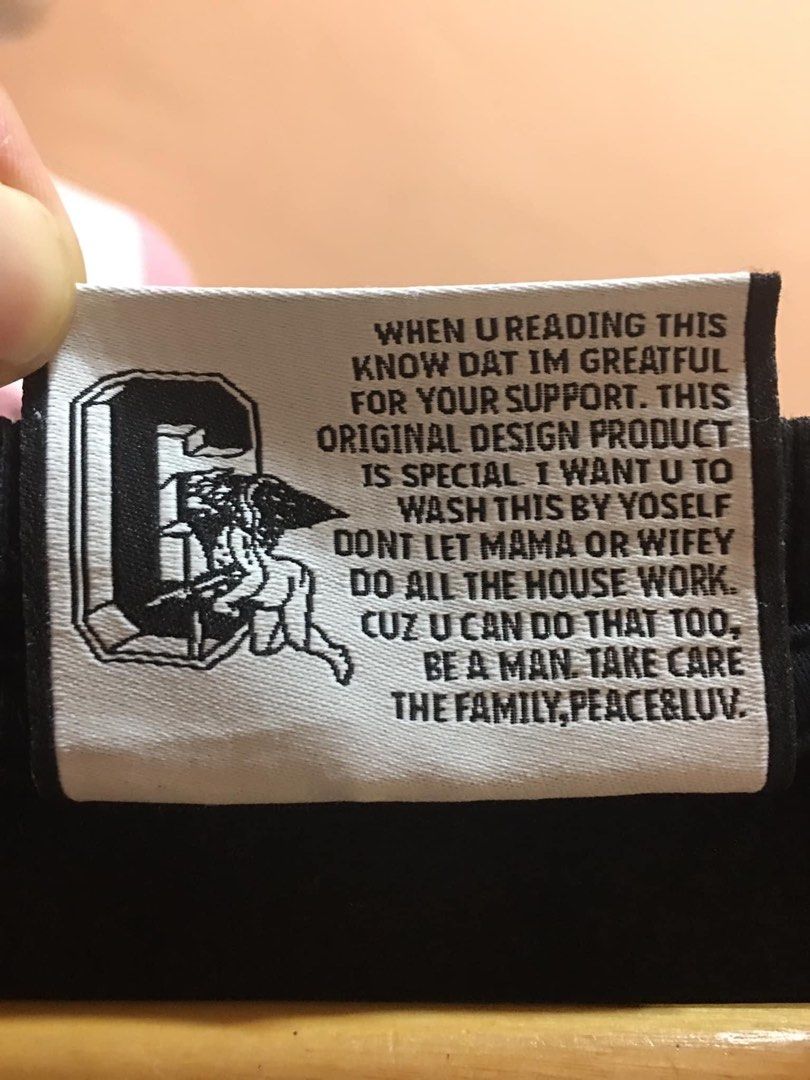 C
WHEN U READING THIS
KNOW DAT IM GREATFUL
FOR YOUR SUPPORT. THIS
ORIGINAL DESIGN PRODUCT
IS SPECIAL. I WANT U TO
WASH THIS BY YOSELF
DONT LET MAMA OR WIFEY
DO ALL THE HOUSE WORK.
CUZ U CAN DO THAT TOO,
BE A MAN. TAKE CARE
THE FAMILY,PEACE&LUV.